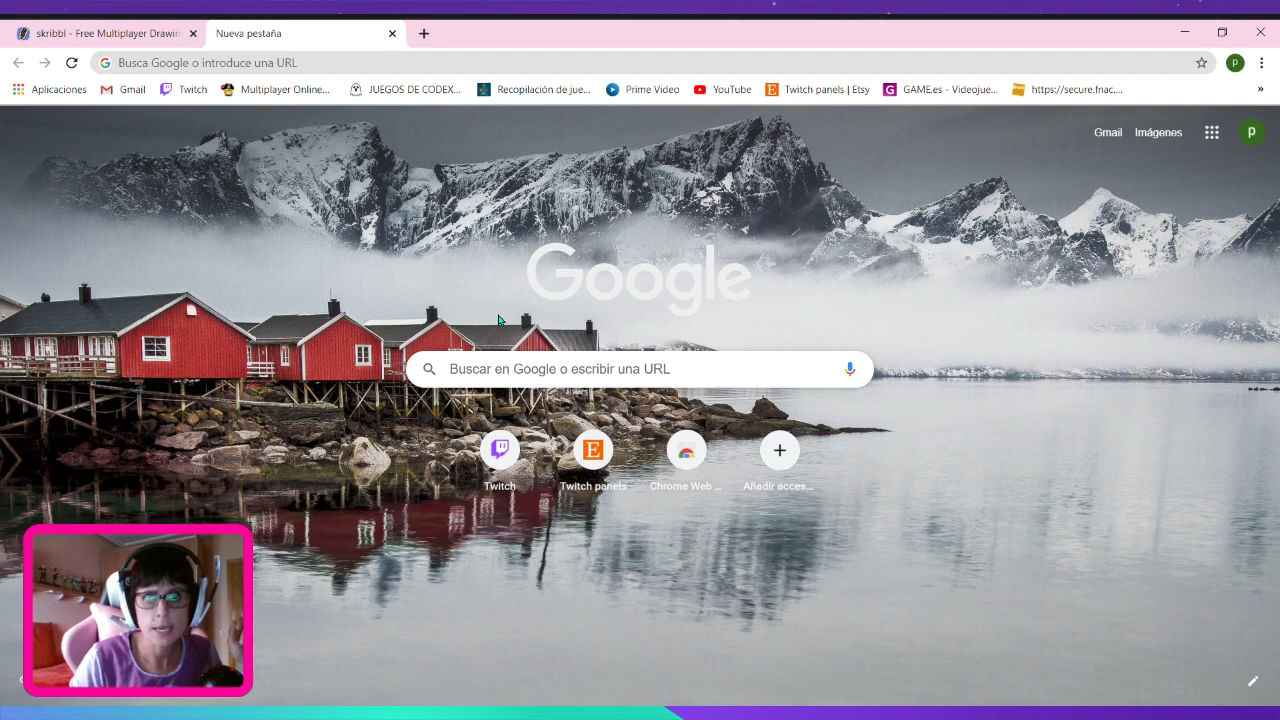 skribbl - Free Multiplayer Drawin
Nueva pestaña
Busca Google o introduce una URL
p
Aplicaciones
Gmail
Twitch
Multiplayer Online...
JUEGOS DE CODEX...
Recopilación de jue...
Prime Video
YouTube
Twitch panels | Etsy
GAME.es - Videojue...
https://secure.fnac....
»
Gmail
Imágenes
p
Google
Buscar en Google o escribir una URL
E
Twitch
Twitch panels
Chrome Web ...
Añadir acces...